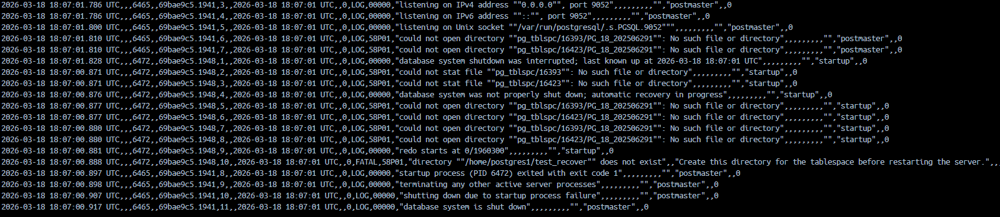 2026-03-18 18:07:01.786 UTC,,,6465,,69bae9c5.1941,3,,2026-03-18 18:07:01 UTC,,0,LOG,00000,"listening on IPv4 address ""0.0.0.0"", port 9052",,,,,,,,,"","postmaster",,0
2026-03-18 18:07:01.786 UTC,,,6465,,69bae9c5.1941,4,,2026-03-18 18:07:01 UTC,,0,LOG,00000,"listening on IPv6 address ""::"", port 9052",,,,,,,,,"","postmaster",,0
2026-03-18 18:07:01.800 UTC,,,6465,,69bae9c5.1941,5,,2026-03-18 18:07:01 UTC,,0,LOG,00000,"listening on Unix socket ""/var/run/postgresql/.s.PGSQL.9052""",,,,,,,,,"","postmaster",,0
2026-03-18 18:07:01.810 UTC,,,6465,,69bae9c5.1941,6,,2026-03-18 18:07:01 UTC,,0,LOG,58P01,"could not open directory ""pg_tblspc/16393/PG_18_202506291"": No such file or directory",,,,,,,,,"","postmaster",,0
2026-03-18 18:07:01.810 UTC,,,6465,,69bae9c5.1941,7,,2026-03-18 18:07:01 UTC,,0,LOG,58P01,"could not open directory ""pg_tblspc/16423/PG_18_202506291"": No such file or directory",,,,,,,,,"","postmaster",,0
2026-03-18 18:07:01.828 UTC,,,6472,,69bae9c5.1948,1,,2026-03-18 18:07:01 UTC,,0,LOG,00000,"database system shutdown was interrupted; last known up at 2026-03-18 18:07:01 UTC",,,,,,,,,"","startup",,0
2026-03-18 18:07:00.871 UTC,,,6472,,69bae9c5.1948,2,,2026-03-18 18:07:01 UTC,,0,LOG,58P01,"could not stat file ""pg_tblspc/16393"": No such file or directory",,,,,,,,,"","startup",,0
2026-03-18 18:07:00.871 UTC,,,6472,,69bae9c5.1948,3,,2026-03-18 18:07:01 UTC,,0,LOG,58P01,"could not stat file ""pg_tblspc/16423"": No such file or directory",,,,,,,,,"","startup",,0
2026-03-18 18:07:00.876 UTC,,,6472,,69bae9c5.1948,4,,2026-03-18 18:07:01 UTC,,0,LOG,00000,"database system was not properly shut down; automatic recovery in progress",,,,,,,,,"","startup",,0
2026-03-18 18:07:00.877 UTC,,,6472,,69bae9c5.1948,5,,2026-03-18 18:07:01 UTC,,0,LOG,58P01,"could not open directory ""pg_tblspc/16393/PG_18_202506291"": No such file or directory",,,,,,,,,"","startup",,0
2026-03-18 18:07:00.877 UTC,,,6472,,69bae9c5.1948,6,,2026-03-18 18:07:01 UTC,,0,LOG,58P01,"could not open directory ""pg_tblspc/16423/PG_18_202506291"": No such file or directory",,,,,,,,,"","startup",,0
2026-03-18 18:07:00.880 UTC,,,6472,,69bae9c5.1948,7,,2026-03-18 18:07:01 UTC,,0,LOG,58P01,"could not open directory ""pg_tblspc/16393/PG_18_202506291"": No such file or directory",,,,,,,,,"","startup",,0
2026-03-18 18:07:00.880 UTC,,,6472,,69bae9c5.1948,8,,2026-03-18 18:07:01 UTC,,0,LOG,58P01,"could not open directory ""pg_tblspc/16423/PG_18_202506291"": No such file or directory",,,,,,,,,"","startup",,0
2026-03-18 18:07:00.881 UTC,,,6472,,69bae9c5.1948,9,,2026-03-18 18:07:01 UTC,,0,LOG,00000,"redo starts at 0/1960300",,,,,,,,,"","startup",,0
2026-03-18 18:07:00.888 UTC,,,6472,,69bae9c5.1948,10,,2026-03-18 18:07:01 UTC,,0,FATAL,58P01,"directory ""/home/postgres1/test_recover"" does not exist",,"Create this directory for the tablespace before restarting the server.",,,
2026-03-18 18:07:00.897 UTC,,,6465,,69bae9c5.1941,8,,2026-03-18 18:07:01 UTC,,0,LOG,00000,"startup process (PID 6472) exited with exit code 1",,,,,,,,,"","postmaster",,0
2026-03-18 18:07:00.898 UTC,,,6465,,69bae9c5.1941,9,,2026-03-18 18:07:01 UTC,,0,LOG,00000,"terminating any other active server processes",,,,,,,,,"","postmaster",,0
2026-03-18 18:07:00.907 UTC,,,6465,,69bae9c5.1941,10,,2026-03-18 18:07:01 UTC,,0,LOG,00000,"shutting down due to startup process failure",,,,,,,,,"","postmaster",,0
2026-03-18 18:07:00.917 UTC,,,6465,,69bae9c5.1941,11,,2026-03-18 18:07:01 UTC,,0,LOG,00000,"database system is shut down",,,,,,,,,"","postmaster",,0